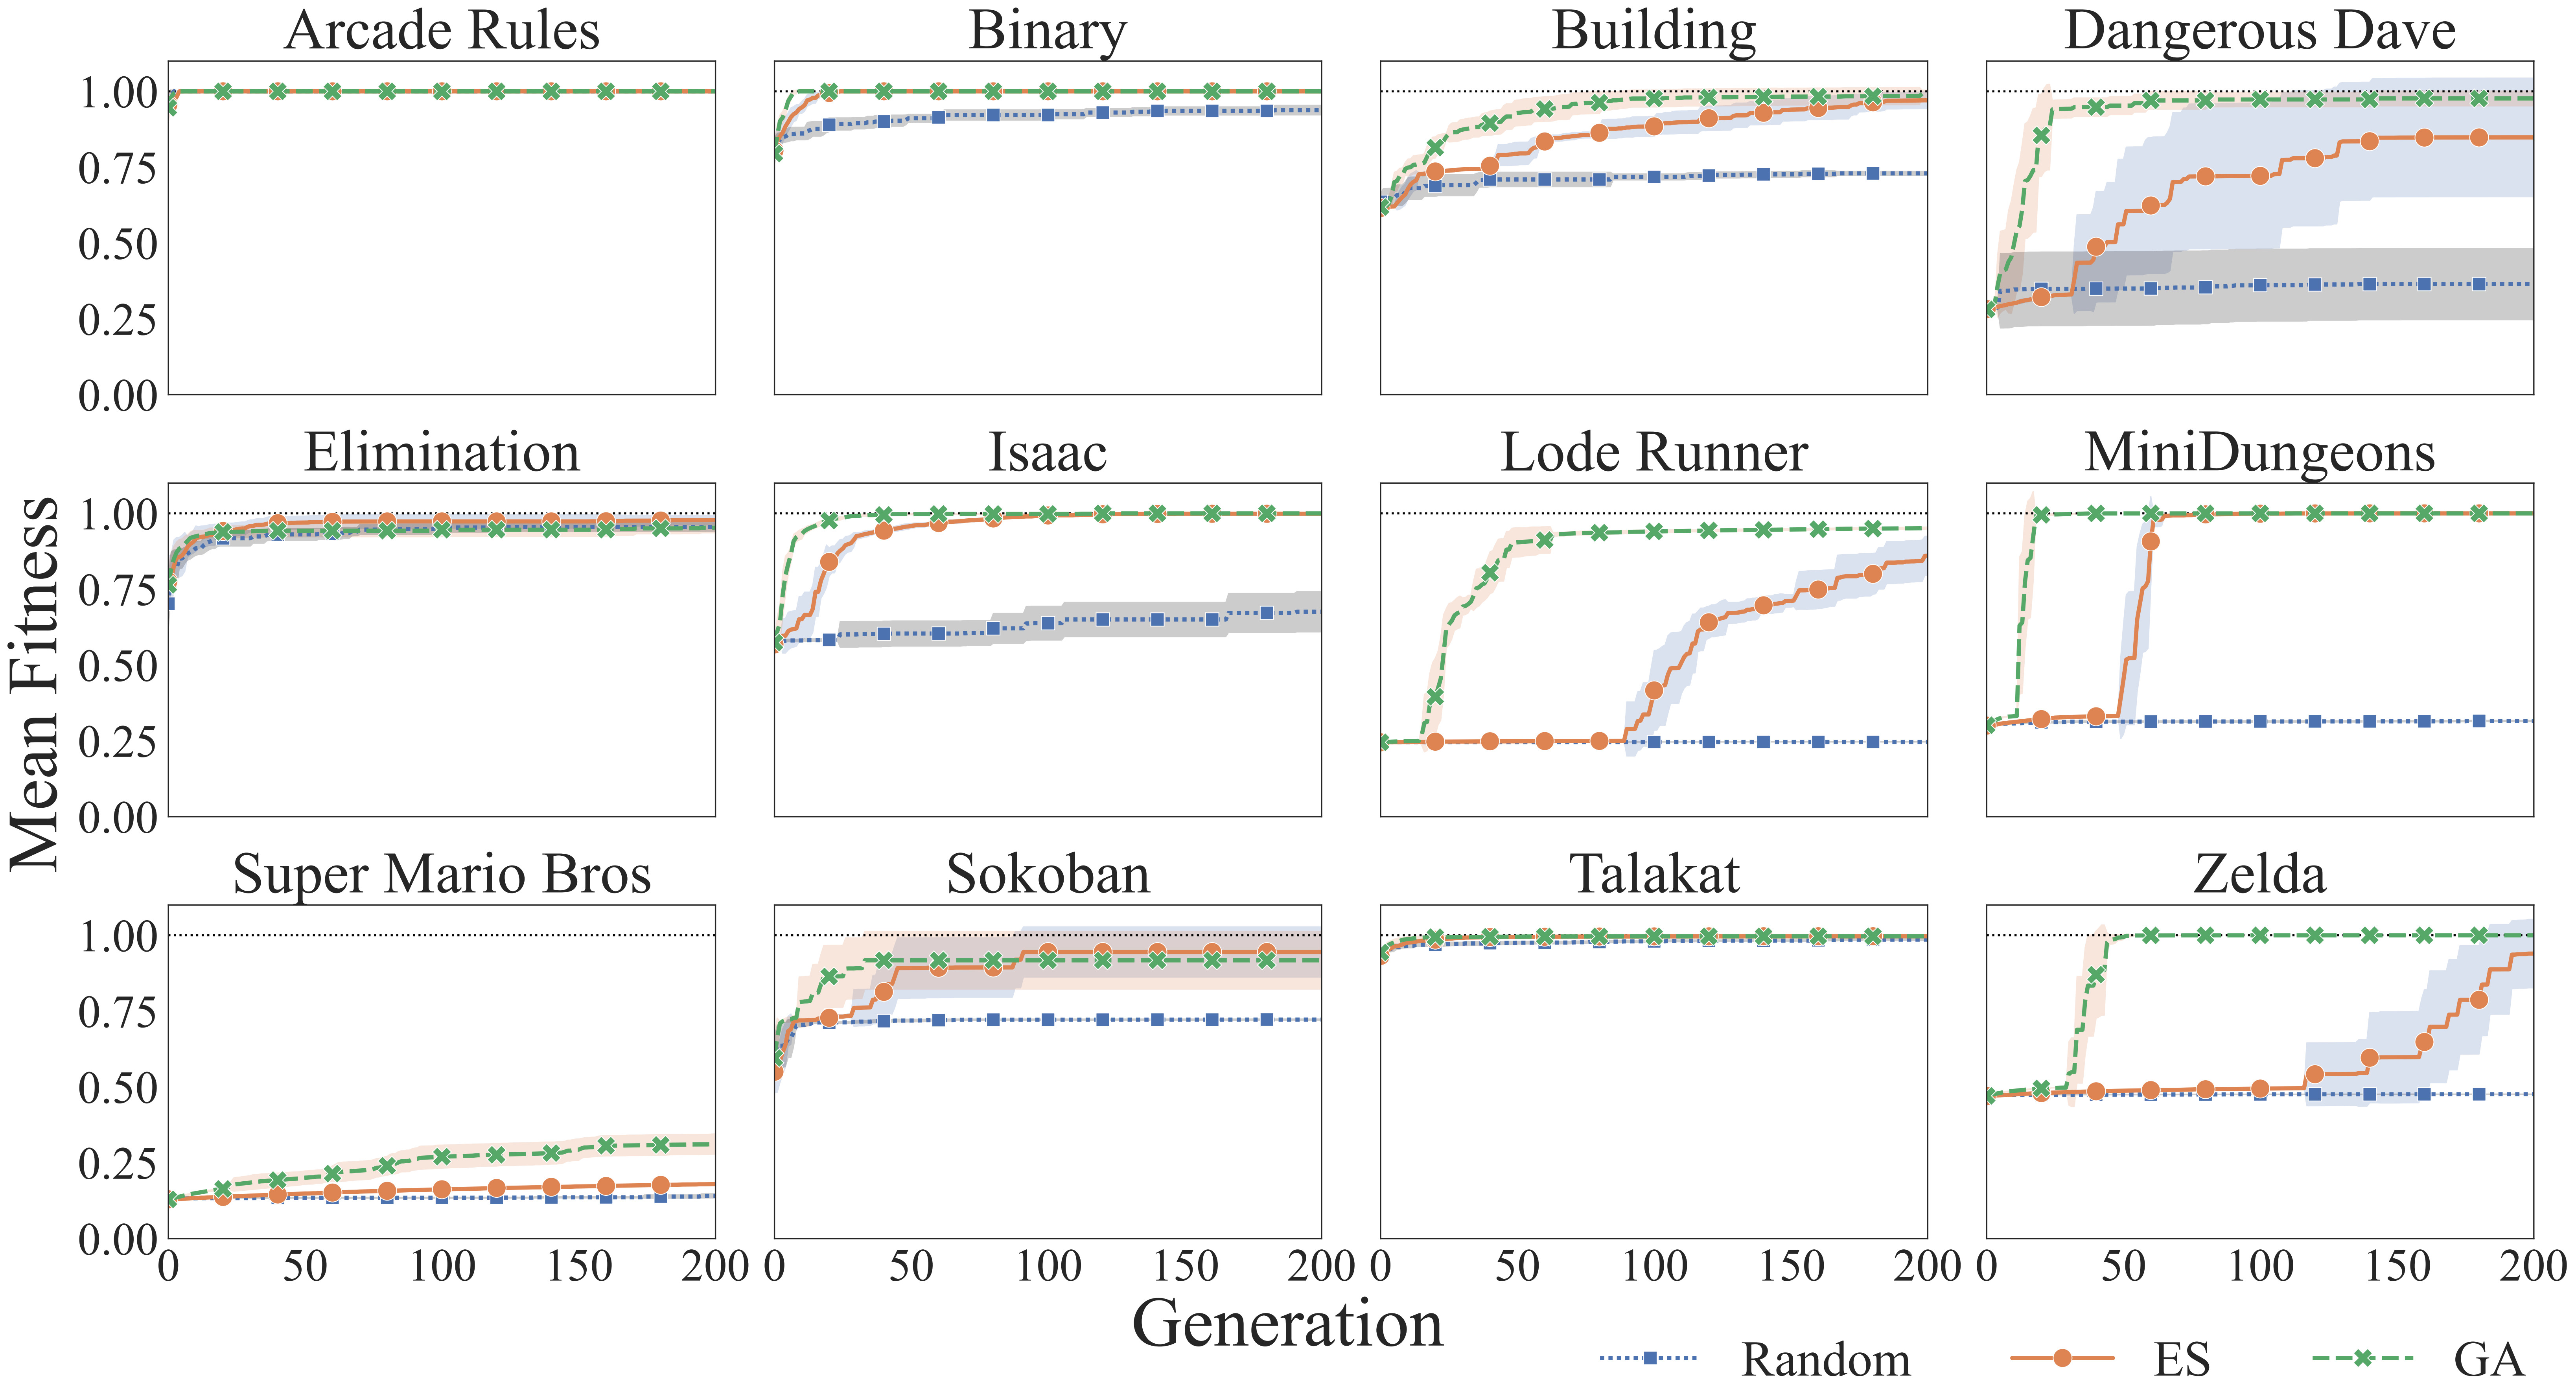 Arcade Rules Binary Building Dangerous Dave
1.00
0.75
0.50
0.25
0.00
Elimination Isaac Lode Runner MiniDungeons
1.00
0.75
0.50
0.25
0.00
Mean Fitness
Super Mario Bros Sokoban Talakat Zelda
1.00
0.75
0.50
0.25
0.00
0 50 100 150 200 0 50 100 150 200 0 50 100 150 200 0 50 100 150 200
Generation
Random ES GA